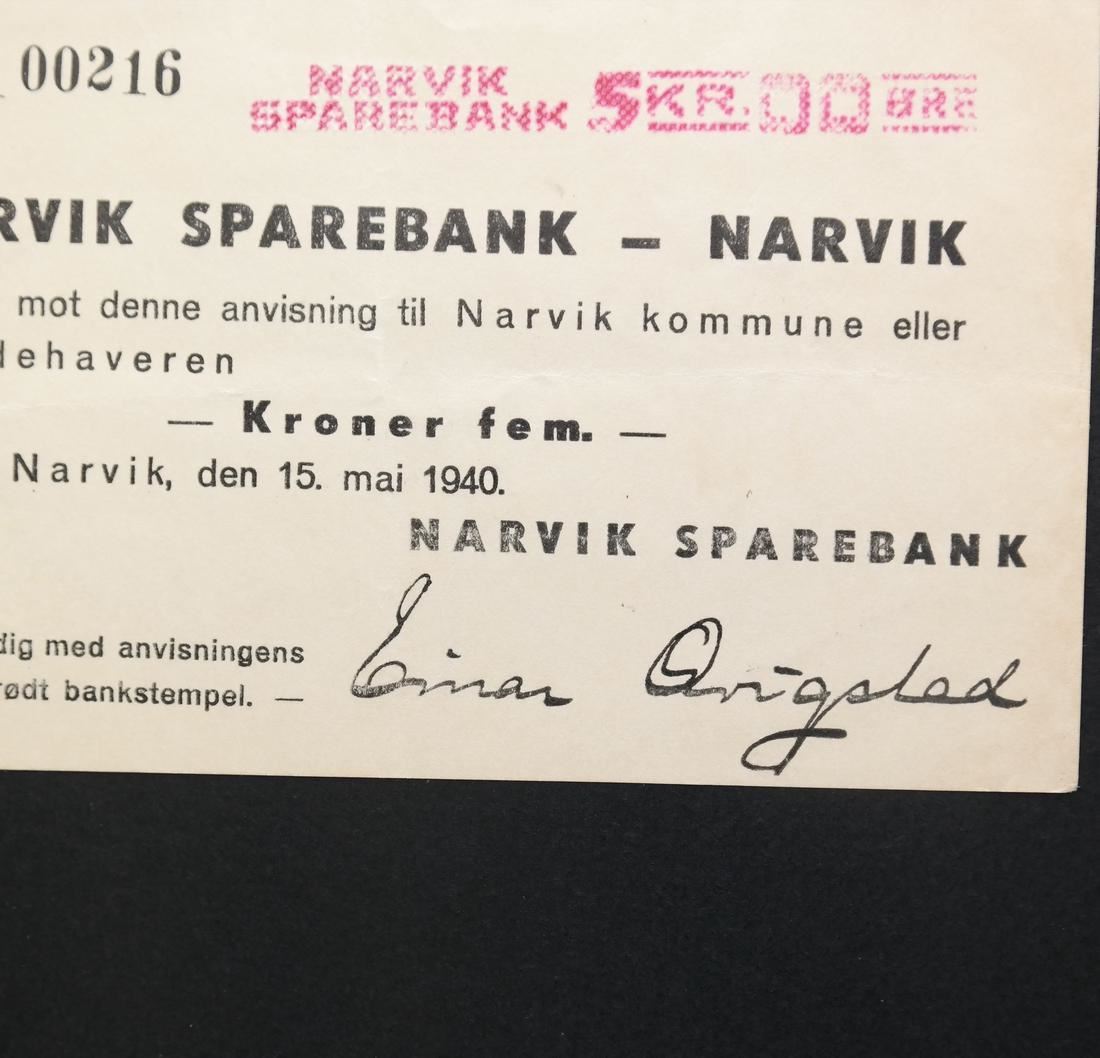 00216
NARVIK
SPAREBANK 5 KR. 00 ØRE
RVIK SPAREBANK – NARVIK
mot denne anvisning til Narvik kommune eller
dehaveren
— Kroner fem. —
Narvik, den 15. mai 1940.
NARVIK SPAREBANK
dig med anvisningens
rødt bankstempel. —
Einar Qvigstad